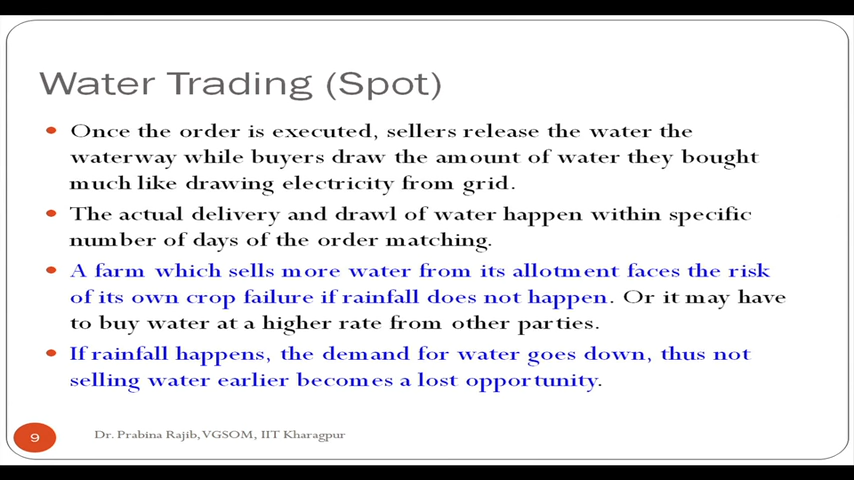 Water Trading (Spot)
• Once the order is executed, sellers release the water the
waterway while buyers draw the amount of water they bought
much like drawing electricity from grid.
• The actual delivery and drawl of water happen within specific
number of days of the order matching.
• A farm which sells more water from its allotment faces the risk
of its own crop failure if rainfall does not happen. Or it may have
to buy water at a higher rate from other parties.
• If rainfall happens, the demand for water goes down, thus not
selling water earlier becomes a lost opportunity.
9 Dr. Prabina Rajib, VGSOM, IIT Kharagpur